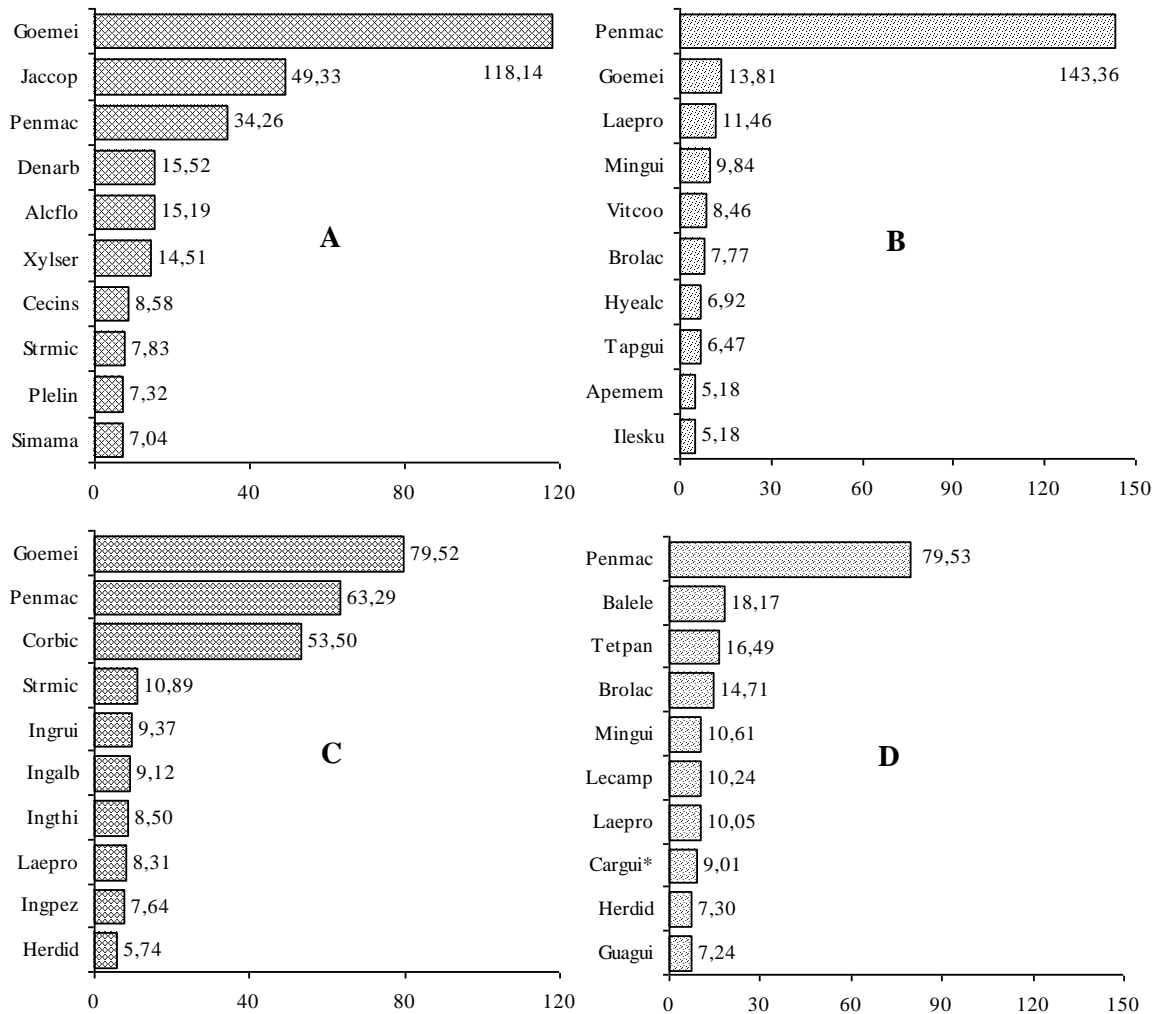 Goemei
118,14
Jaccop 49,33
Penmac 34,26
Denarb 15,52
Alcflo 15,19
Xylser 14,51
Cecins 8,58
Strmic 7,83
Plelin 7,32
Simama 7,04
0 40 80 120
A
Penmac
143,36
Goemei 13,81
Laepro 11,46
Mingui 9,84
Vitcoo 8,46
Brolac 7,77
Hyealc 6,92
Tapgui 6,47
Apemem 5,18
Ilesku 5,18
0 30 60 90 120 150
B
Goemei 79,52
Penmac 63,29
Corbic 53,50
Strmic 10,89
Ingrui 9,37
Ingalb 9,12
Ingthi 8,50
Laepro 8,31
Ingpez 7,64
Herdid 5,74
0 40 80 120
C
Penmac 79,53
Balele 18,17
Tetpan 16,49
Brolac 14,71
Mingui 10,61
Lecamp 10,24
Laepro 10,05
Cargui* 9,01
Herdid 7,30
Guagui 7,24
0 30 60 90 120 150
D